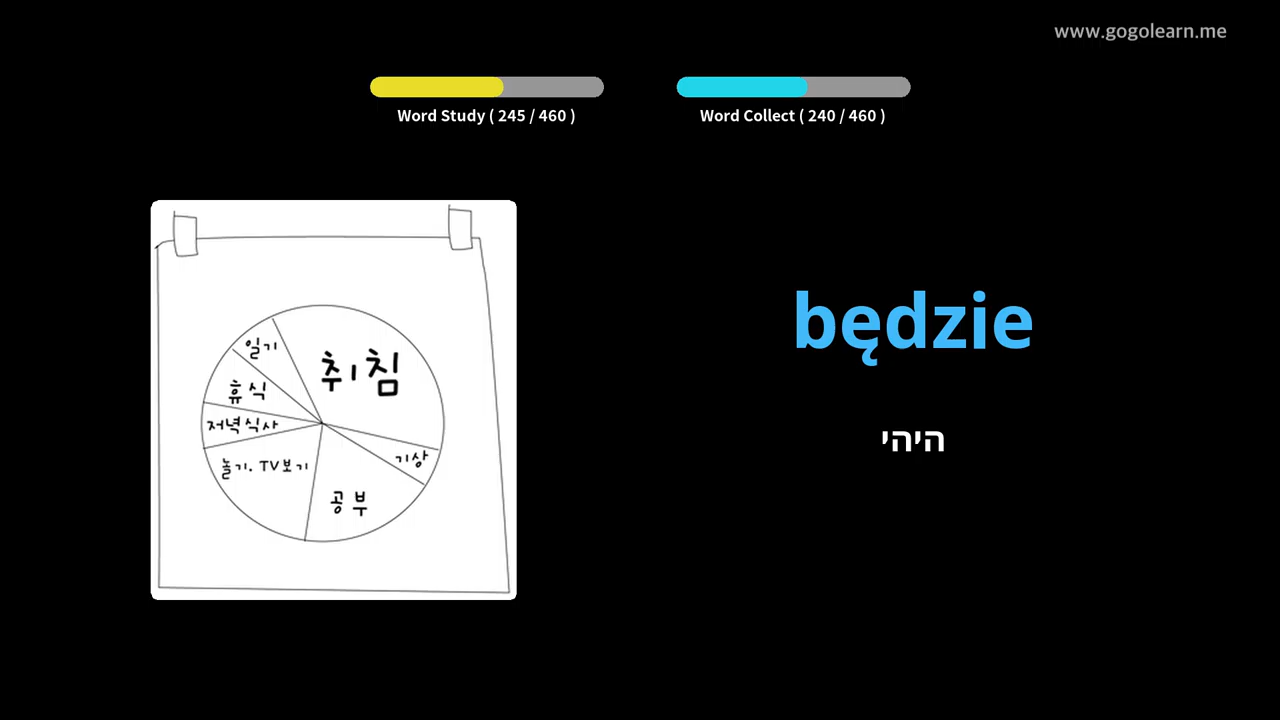 www.gogolearn.me
Word Study ( 245 / 460 )
Word Collect ( 240 / 460 )
일기
취침
휴식
저녁식사
놀기. TV보기
기상
공부
będzie
היהי